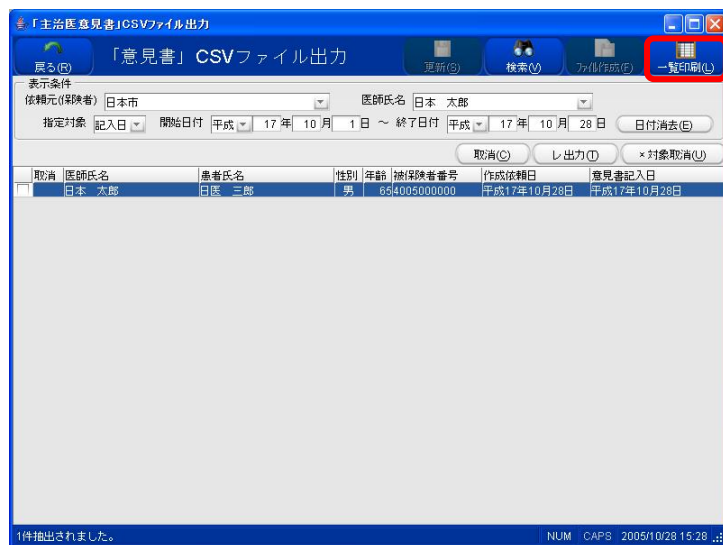 「主治医意見書」CSVファイル出力
戻る(R) 「意見書」CSVファイル出力 更新(S) 検索(V) ファイル作成(F) 一覧印刷(L)
表示条件
依頼元(保険者) 日本市 医師氏名 日本 太郎
指定対象 記入日 開始日付 平成 17 年 10 月 1 日 ～ 終了日付 平成 17 年 10 月 28 日 日付消去(E)
取消(C) レ出力(T) ×対象取消(U)
取消 医師氏名 患者氏名 性別 年齢 被保険者番号 作成依頼日 意見書記入日
日本 太郎 日医 三郎 男 65 4005000000 平成17年10月28日 平成17年10月28日
1件抽出されました。 NUM CAPS 2005/10/28 15:28